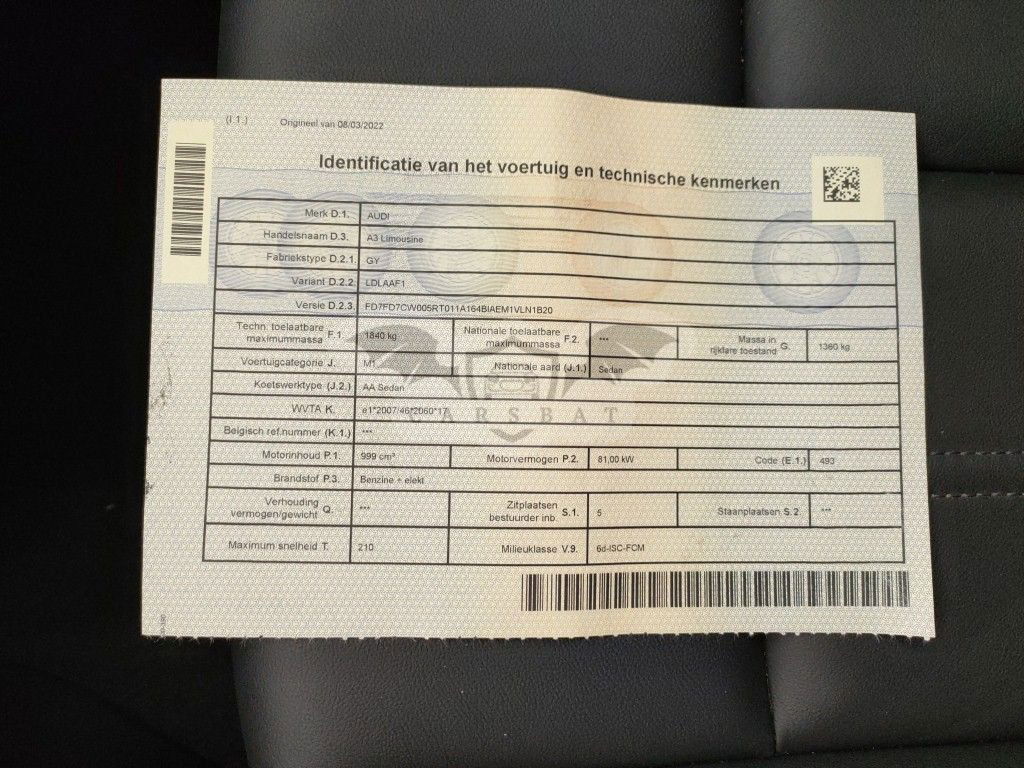 (I.1.) Origineel van 08/03/2022
Identificatie van het voertuig en technische kenmerken
Merk D.1. AUDI
Handelsnaam D.3. A3 Limousine
Fabriekstype D.2.1. GY
Variant D.2.2. LDLAAF1
Versie D.2.3. FD7FD7CW005RT011A164BIAEM1VLN1B20
Techn. toelaatbare maximummassa F.1. 1840 kg Nationale toelaatbare maximummassa F.2. *** Massa in rijklare toestand G. 1360 kg
Voertuigcategorie J. M1 Nationale aard (J.1.) Sedan
Koetswerktype (J.2.) AA Sedan
WVTA K. e1*2007/46*2060*17
CARSBAT
Belgisch ref.nummer (K.1.) ***
Motorinhoud P.1. 999 cm³ Motorvermogen P.2. 81,00 kW Code (E.1.) 493
Brandstof P.3. Benzine + elekt
Verhouding vermogen/gewicht Q. *** Zitplaatsen bestuurder inb. S.1. 5 Staanplaatsen S.2. ***
Maximum snelheid T. 210 Milieuklasse V.9. 6d-ISC-FCM